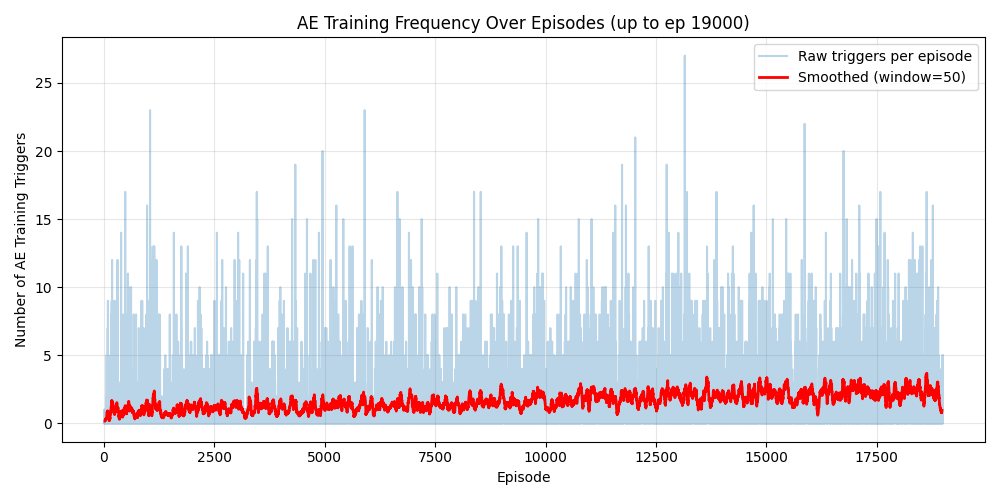 AE Training Frequency Over Episodes (up to ep 19000)
Raw triggers per episode
Smoothed (window=50)
Number of AE Training Triggers
25
20
15
10
5
0
0 2500 5000 7500 10000 12500 15000 17500
Episode